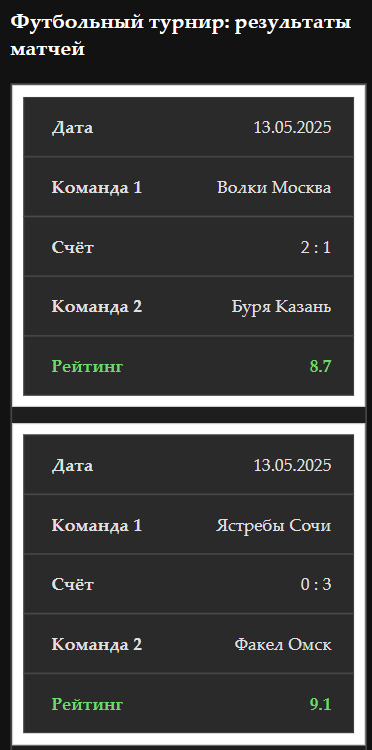 Футбольный турнир: результаты
матчей
Дата 13.05.2025
Команда 1 Волки Москва
Счёт 2 : 1
Команда 2 Буря Казань
Рейтинг 8.7
Дата 13.05.2025
Команда 1 Ястребы Сочи
Счёт 0 : 3
Команда 2 Факел Омск
Рейтинг 9.1